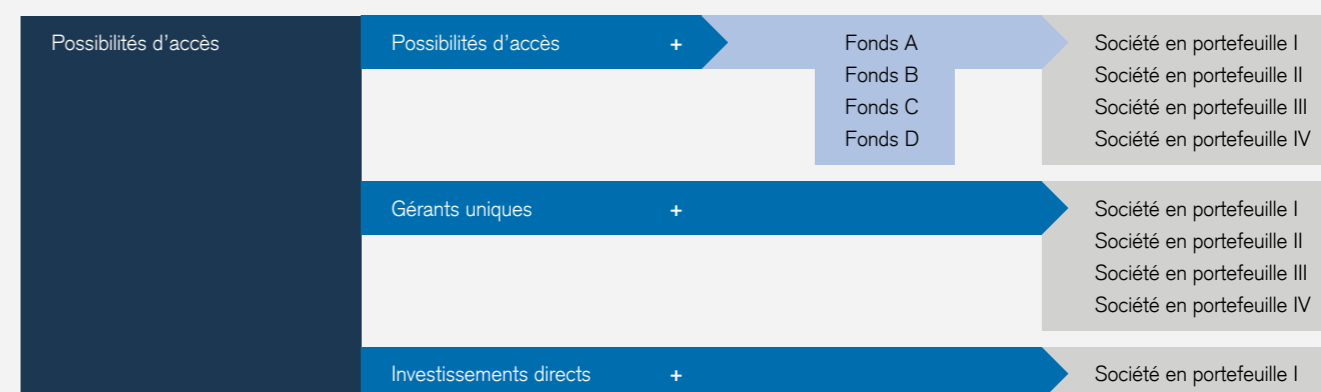 Possibilités d’accès
Possibilités d’accès +
Fonds A
Fonds B
Fonds C
Fonds D
Société en portefeuille I
Société en portefeuille II
Société en portefeuille III
Société en portefeuille IV
Gérants uniques +
Société en portefeuille I
Société en portefeuille II
Société en portefeuille III
Société en portefeuille IV
Investissements directs +
Société en portefeuille I